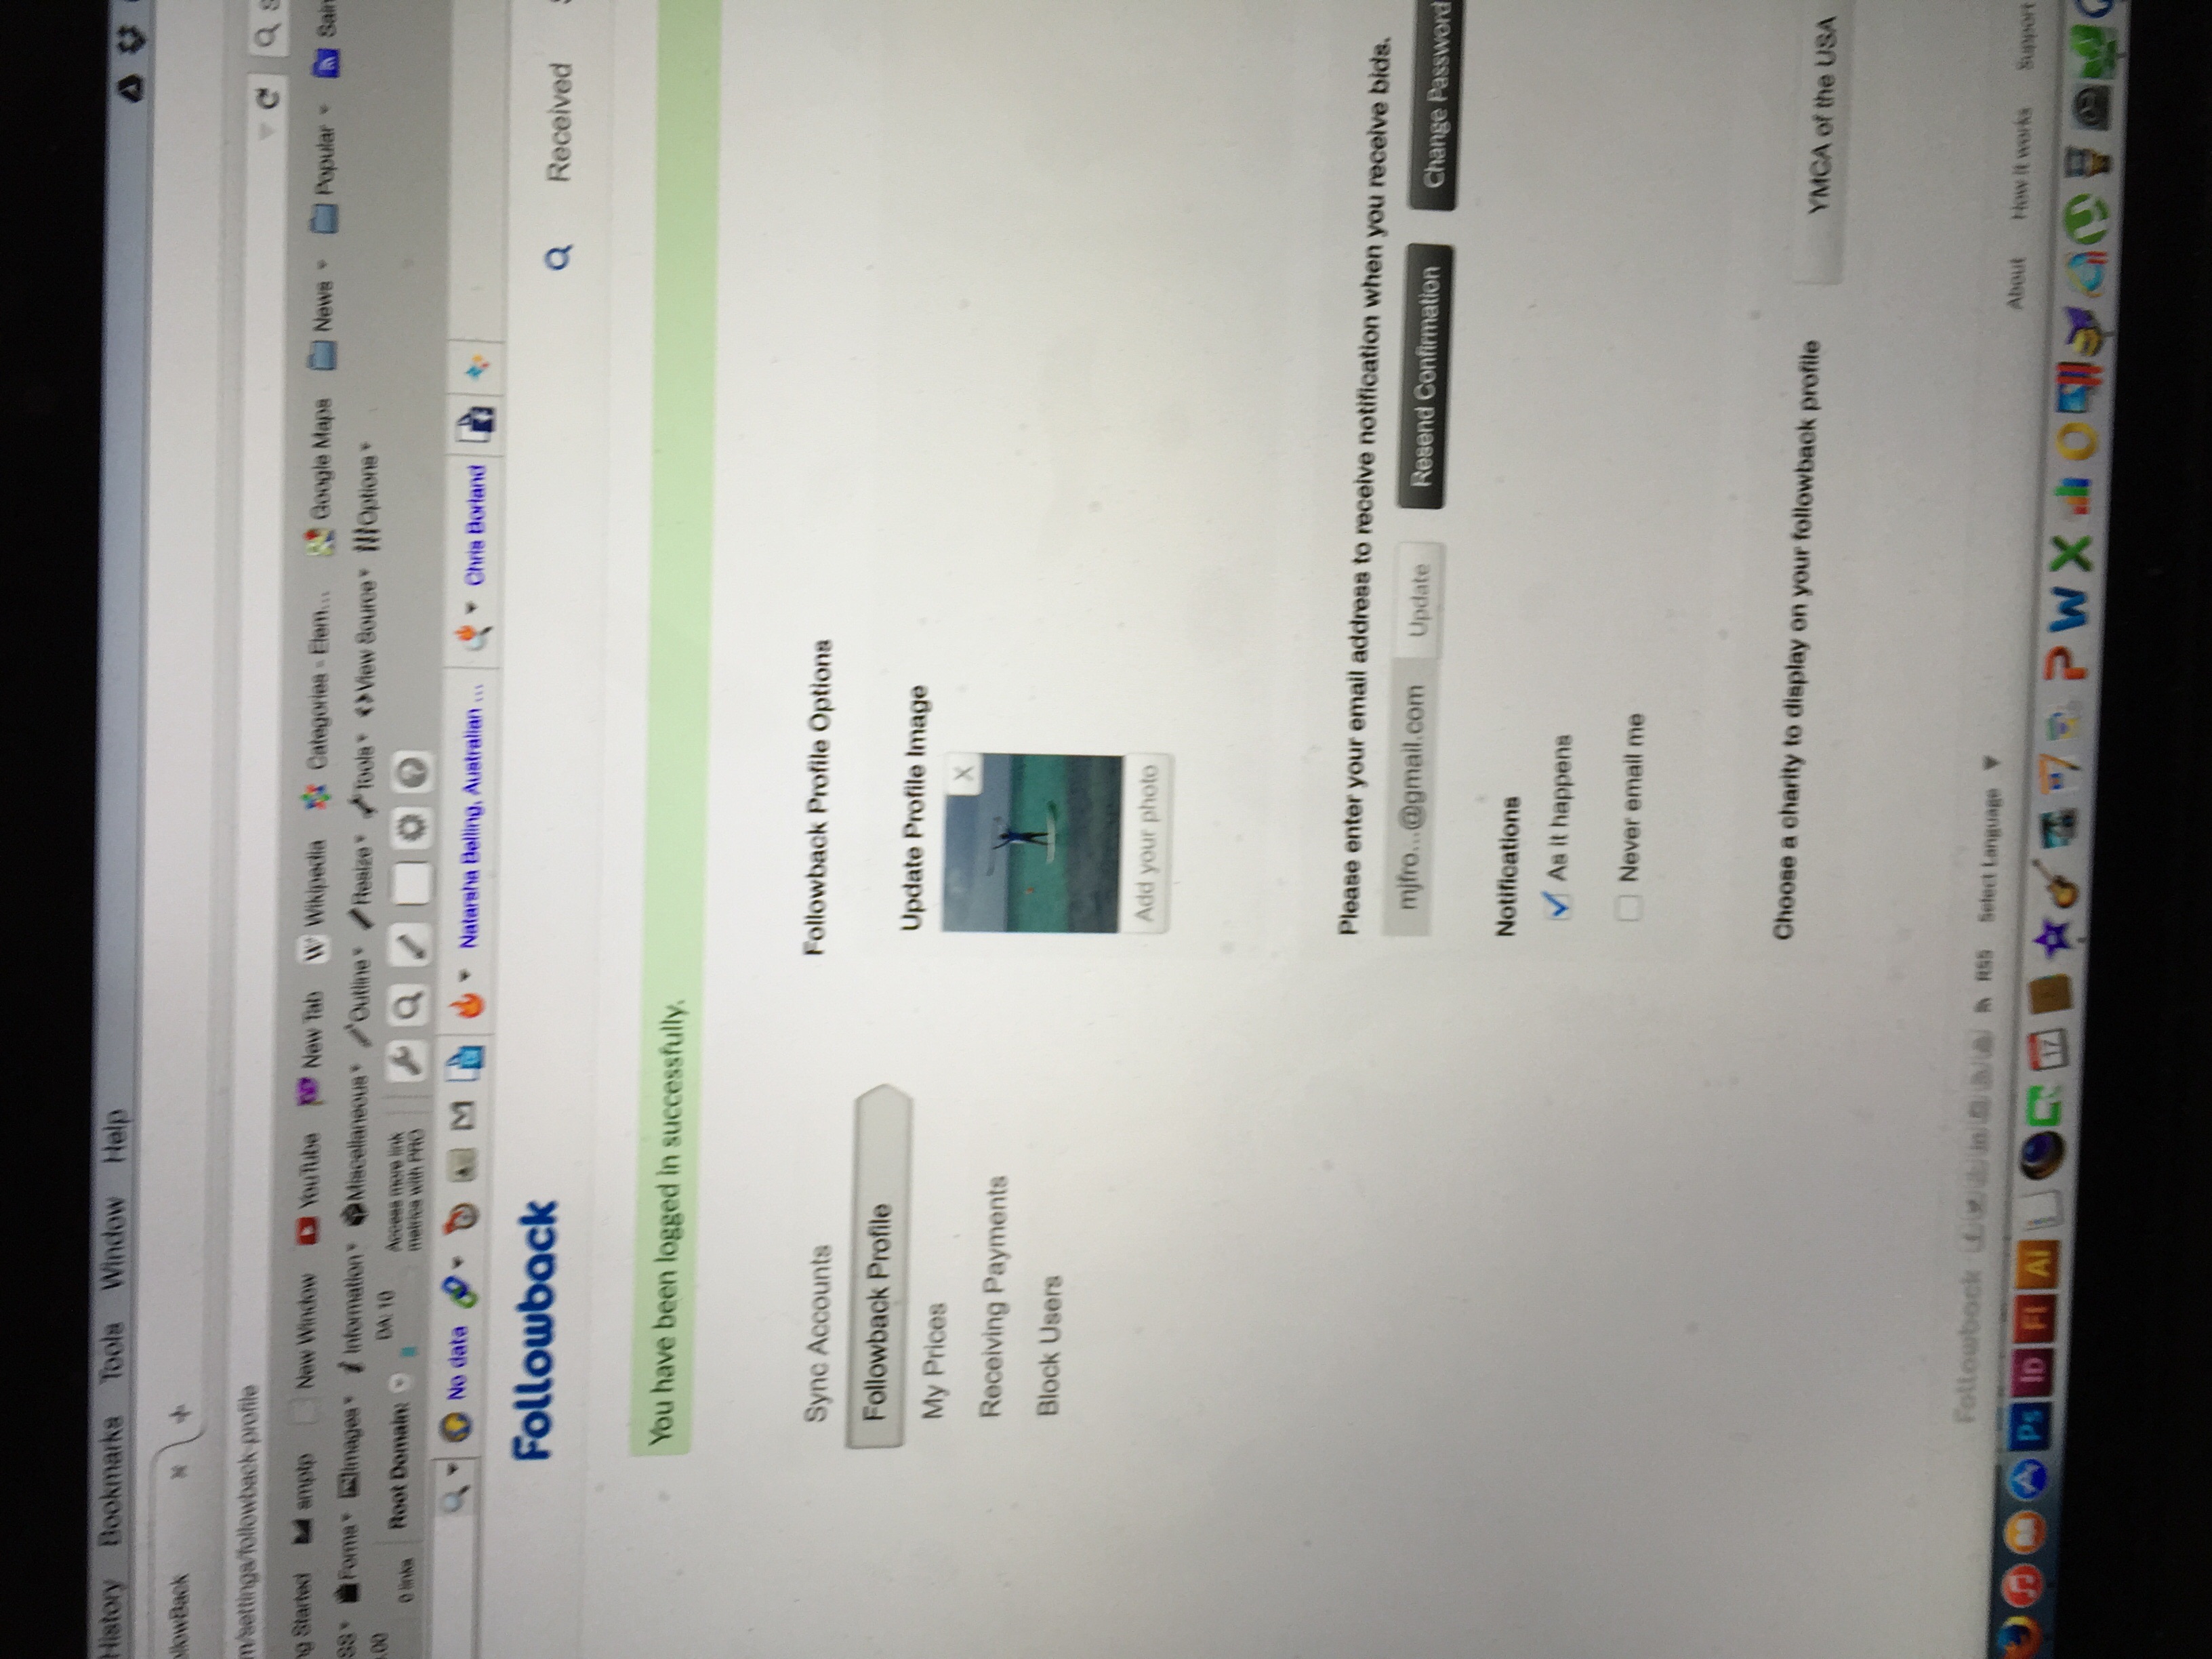 History Bookmarks Tools Window Help
ollowBack × +
m/settings/followback-profile
ng Started smptp New Window YouTube New Tab Wikipedia Categories - Elem... Google Maps News Popular Sain
SS Forms Images Information Miscellaneous Outline Resize Tools View Source Options
.00 0 links Root Domain: DA: 10 Access more link
metrics with PRO
No data Natarsha Belling, Australian ... Chris Borland
Followback Received
You have been logged in successfully.
Sync Accounts
Followback Profile
My Prices
Receiving Payments
Block Users
Followback Profile Options
Update Profile Image
X
Add your photo
Please enter your email address to receive notification when you receive bids.
mjfro...@gmail.com Update Resend Confirmation Change Password
Notifications
As it happens
Never email me
Choose a charity to display on your followback profile YMCA of the USA
Followback RSS Select Language
About How it works Support
Ps ID Fl Ai 17 P W X